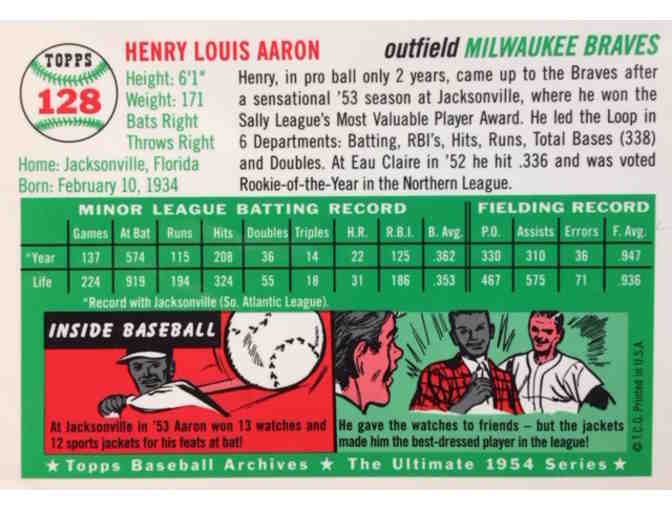 TOPPS
128
HENRY LOUIS AARON
outfield MILWAUKEE BRAVES
Height: 6'1"
Weight: 171
Bats Right
Throws Right
Home: Jacksonville, Florida
Born: February 10, 1934
Henry, in pro ball only 2 years, came up to the Braves after
a sensational '53 season at Jacksonville, where he won the
Sally League's Most Valuable Player Award. He led the Loop in
6 Departments: Batting, RBI's, Hits, Runs, Total Bases (338)
and Doubles. At Eau Claire in '52 he hit .336 and was voted
Rookie-of-the-Year in the Northern League.
MINOR LEAGUE BATTING RECORD FIELDING RECORD
Games At Bat Runs Hits Doubles Triples H.R. R.B.I. B. Avg. P.O. Assists Errors F. Avg.
*Year 137 574 115 208 36 14 22 125 .362 330 310 36 .947
Life 224 919 194 324 55 18 31 186 .353 467 575 71 .936
*Record with Jacksonville (So. Atlantic League).
INSIDE BASEBALL
At Jacksonville in '53 Aaron won 13 watches and
12 sports jackets for his feats at bat!
He gave the watches to friends – but the jackets
made him the best-dressed player in the league!
© T.C.G. Printed in U.S.A.
★ Topps Baseball Archives ★ The Ultimate 1954 Series ★